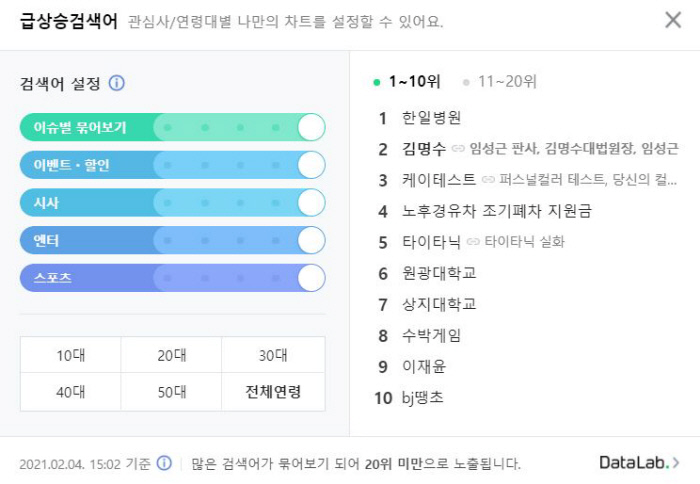 급상승검색어 관심사/연령대별 나만의 차트를 설정할 수 있어요.
검색어 설정
이슈별 묶어보기
이벤트・할인
시사
엔터
스포츠
10대 20대 30대
40대 50대 전체연령
1~10위 11~20위
1 한일병원
2 김명수 임성근 판사, 김명수대법원장, 임성근
3 케이테스트 퍼스널컬러 테스트, 당신의 컬...
4 노후경유차 조기폐차 지원금
5 타이타닉 타이타닉 실화
6 원광대학교
7 상지대학교
8 수박게임
9 이재윤
10 bj땡초
2021.02.04. 15:02 기준 많은 검색어가 묶어보기 되어 20위 미만으로 노출됩니다.
DataLab.